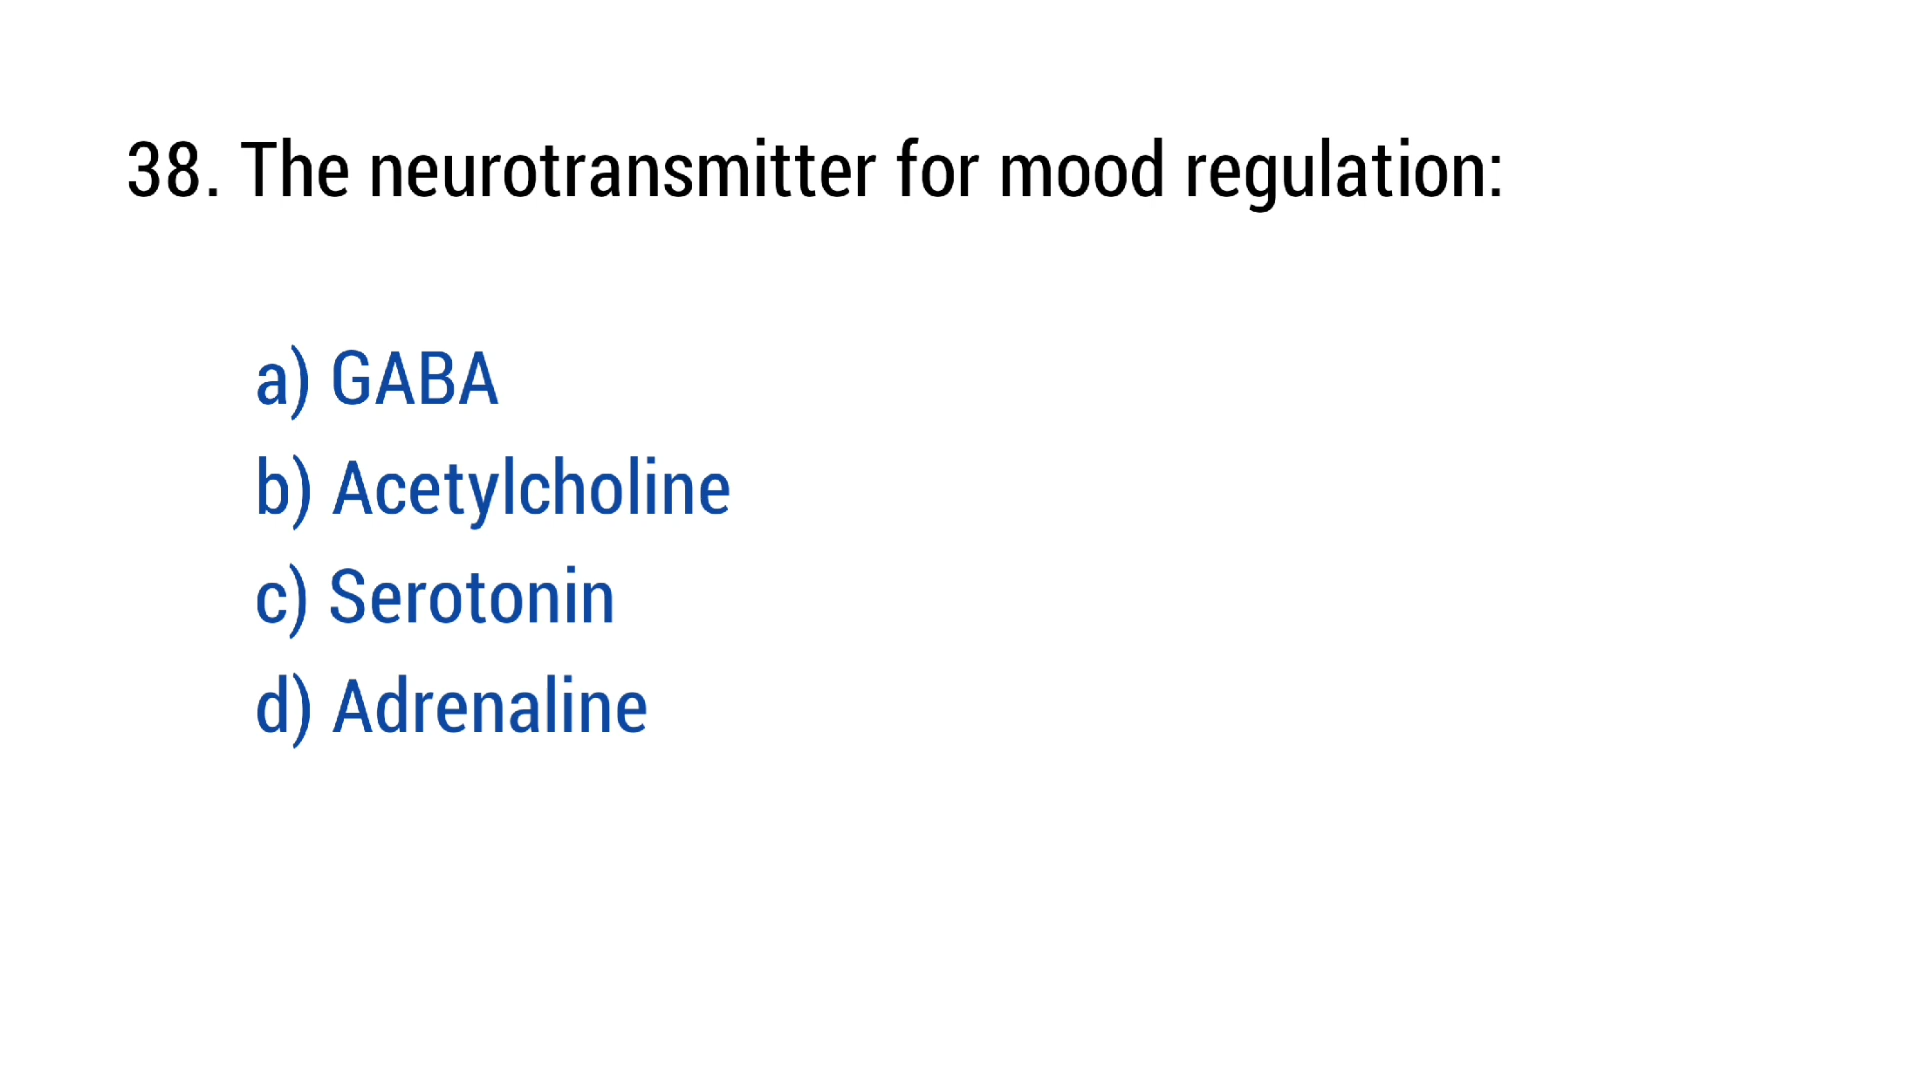 38. The neurotransmitter for mood regulation:
a) GABA
b) Acetylcholine
c) Serotonin
d) Adrenaline